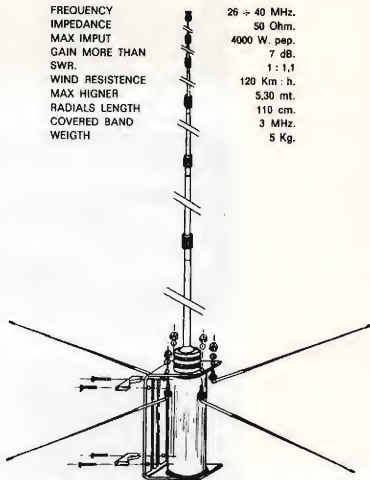 FREQUENCY 26 ÷ 40 MHz.
IMPEDANCE 50 Ohm.
MAX IMPUT 4000 W. pep.
GAIN MORE THAN 7 dB.
SWR. 1 : 1,1
WIND RESISTENCE 120 Km : h.
MAX HIGNER 5,30 mt.
RADIALS LENGTH 110 cm.
COVERED BAND 3 MHz.
WEIGTH 5 Kg.